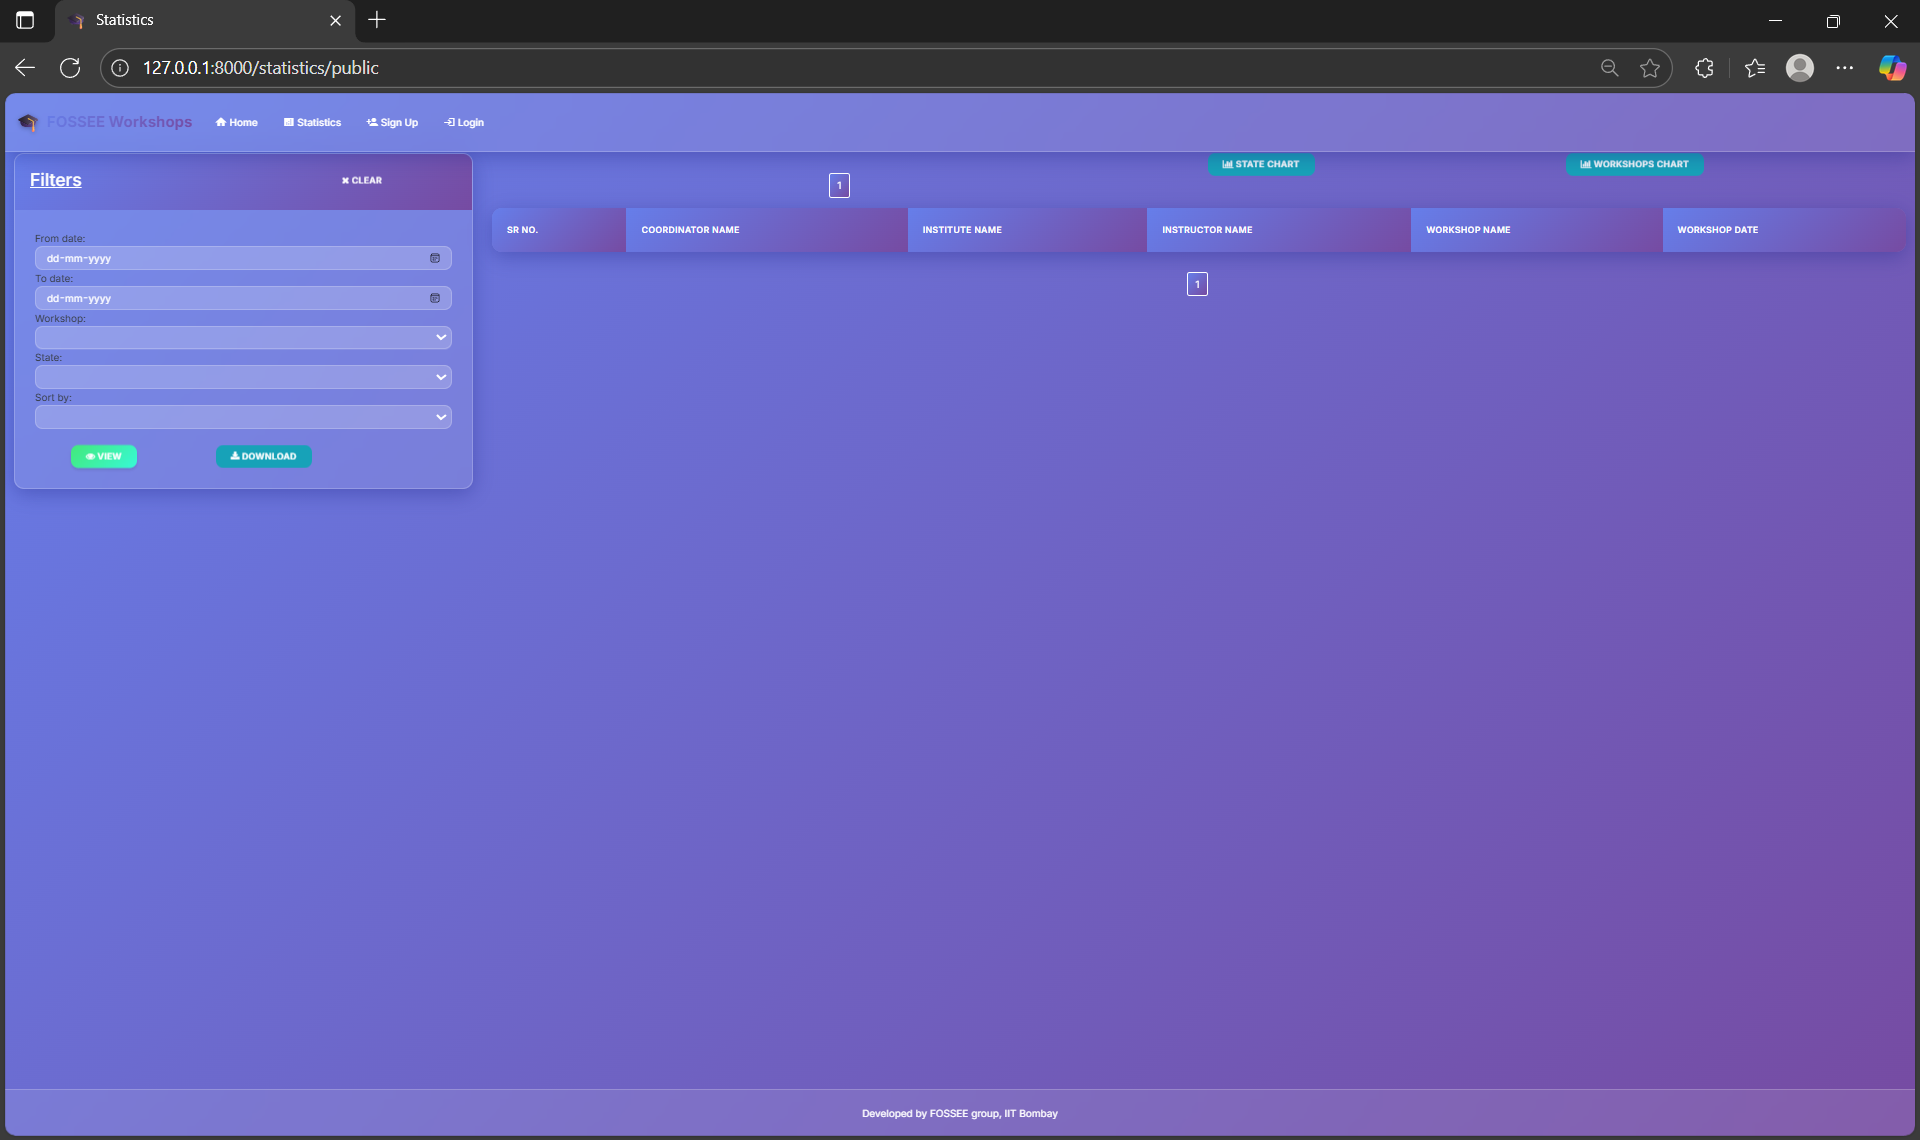 Statistics
127.0.0.1:8000/statistics/public
FOSSEE Workshops
Home
Statistics
Sign Up
Login
Filters
CLEAR
From date:
dd-mm-yyyy
To date:
dd-mm-yyyy
Workshop:
State:
Sort by:
VIEW
DOWNLOAD
STATE CHART
WORKSHOPS CHART
1
SR NO. COORDINATOR NAME INSTITUTE NAME INSTRUCTOR NAME WORKSHOP NAME WORKSHOP DATE
1
Developed by FOSSEE group, IIT Bombay